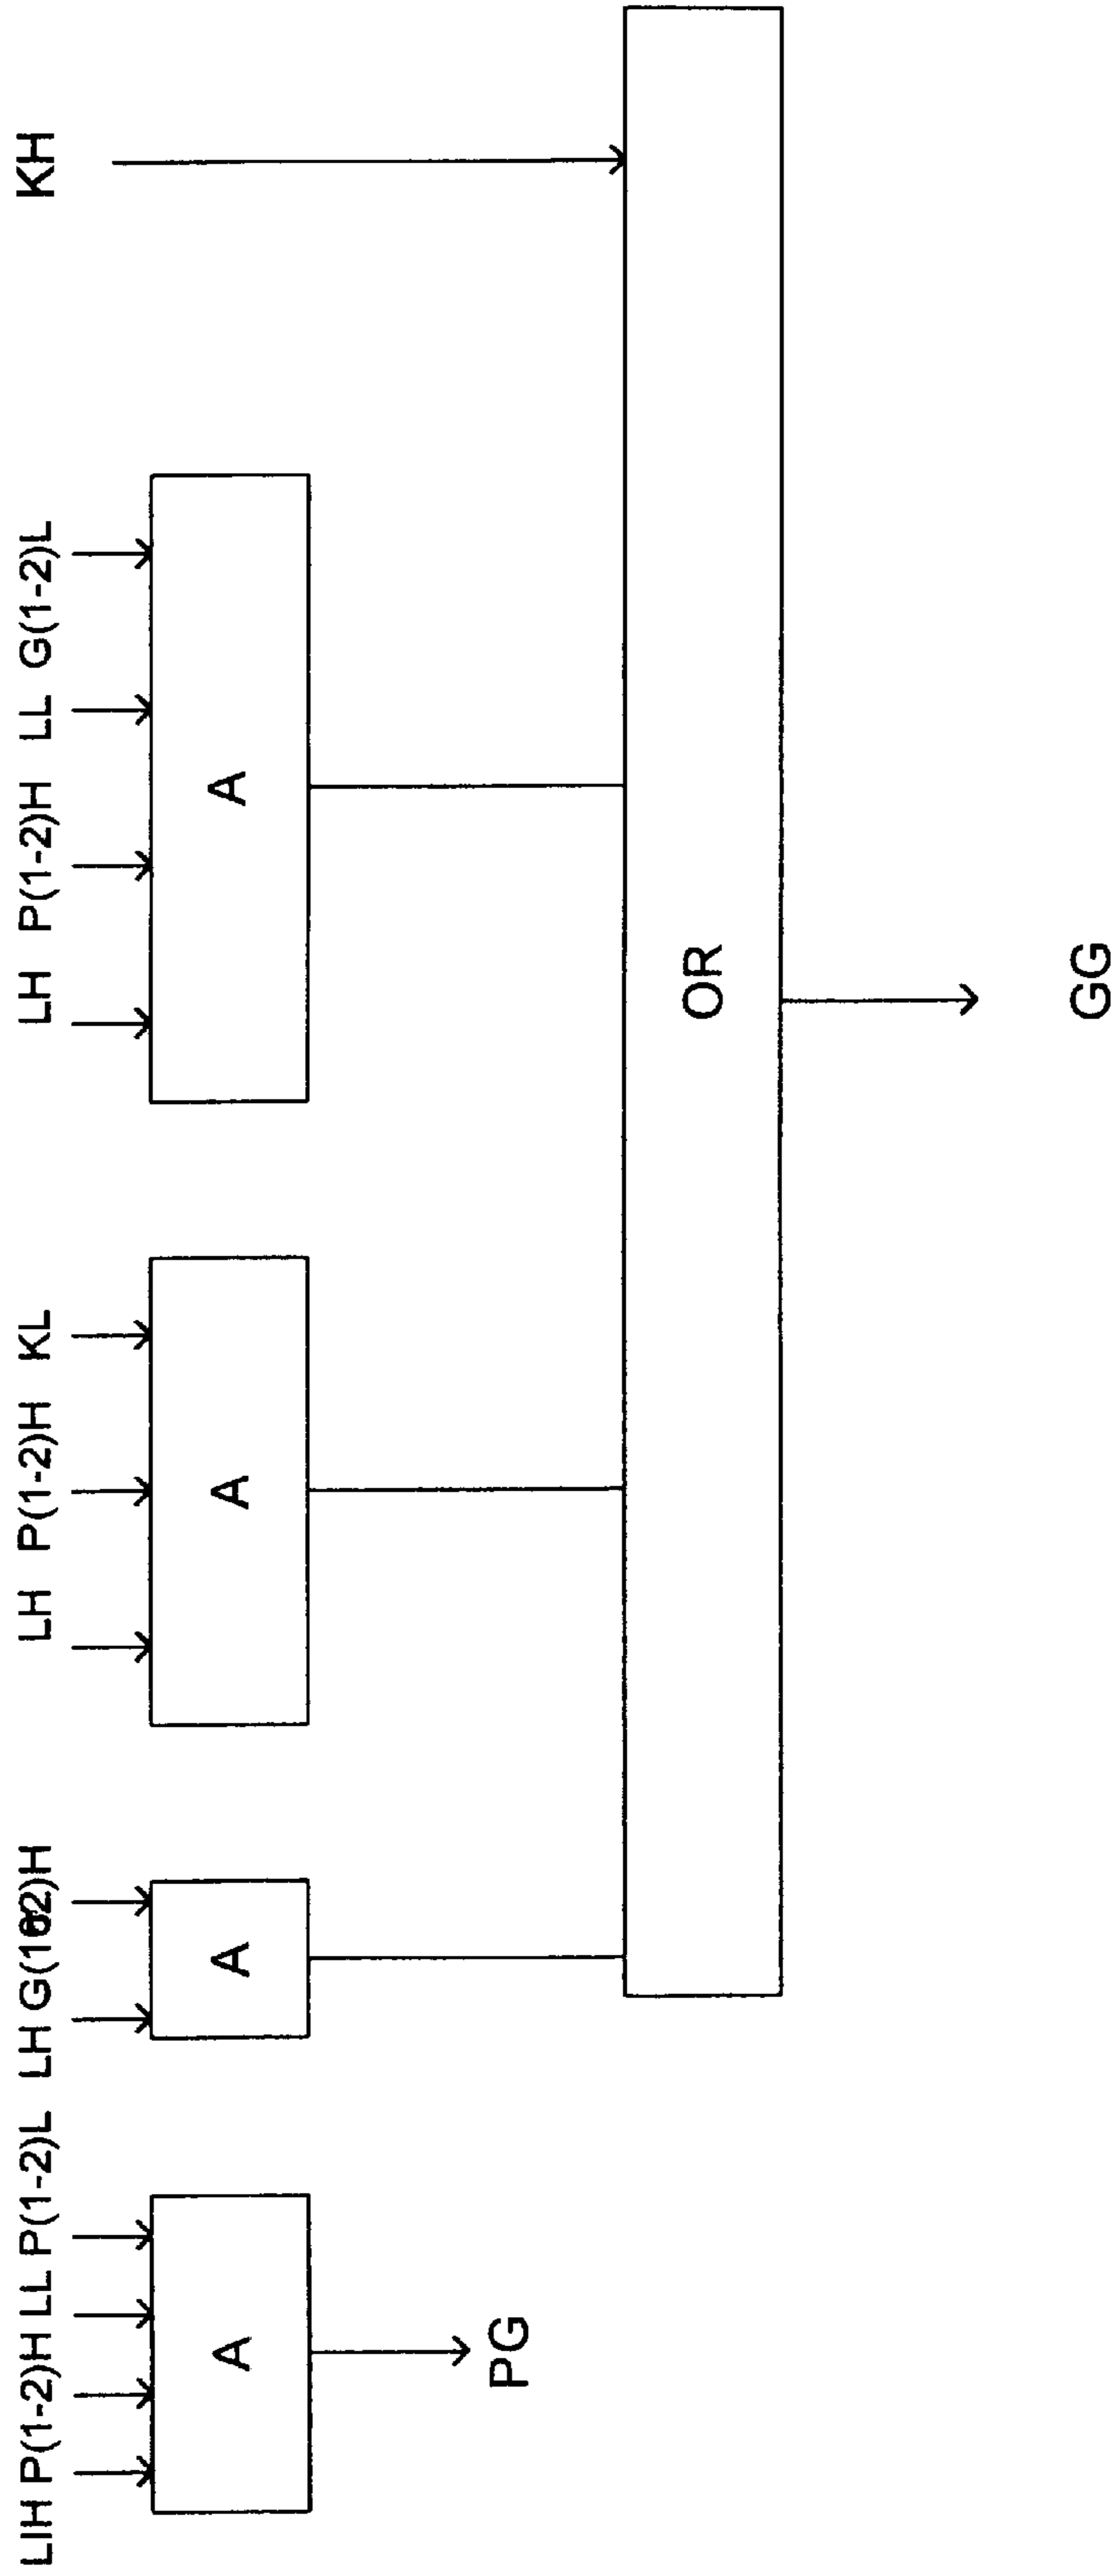 LIH P(1-2)H LL P(1-2)L
LH
LH P(1-2)H KL
LH P(1-2)H LL G(1-2)L
KH
A
A
A
A
PG
OR
GG